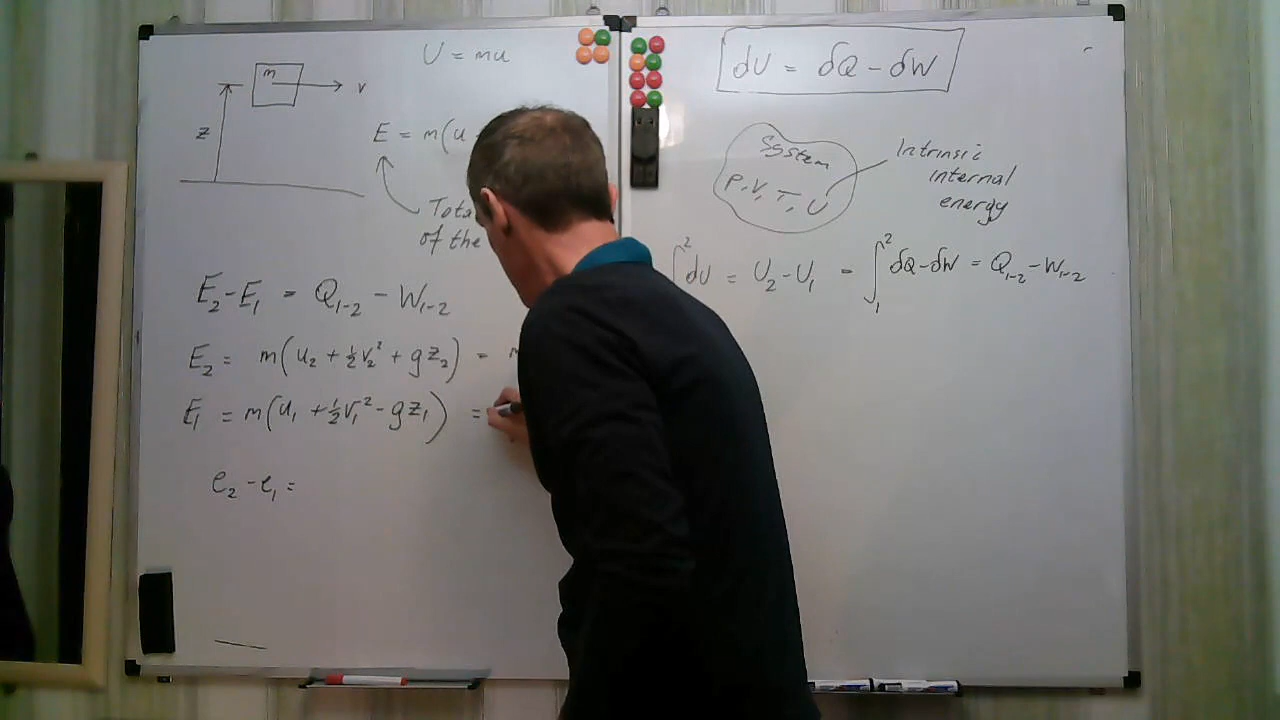 U = mu
m
v
z
E = m(u
Tota
of the
E₂-E₁ = Q₁₋₂ - W₁₋₂
E₂ = m(u₂ + ½v₂² + gz₂) = m
E₁ = m(u₁ + ½v₁² - gz₁) =
e₂ - e₁ =
dU = δQ - δW
System
P, V, T, U
Intrinsic
internal
energy
∫² dU = U₂-U₁ = ∫₁² δQ-δW = Q₁₋₂ - W₁₋₂